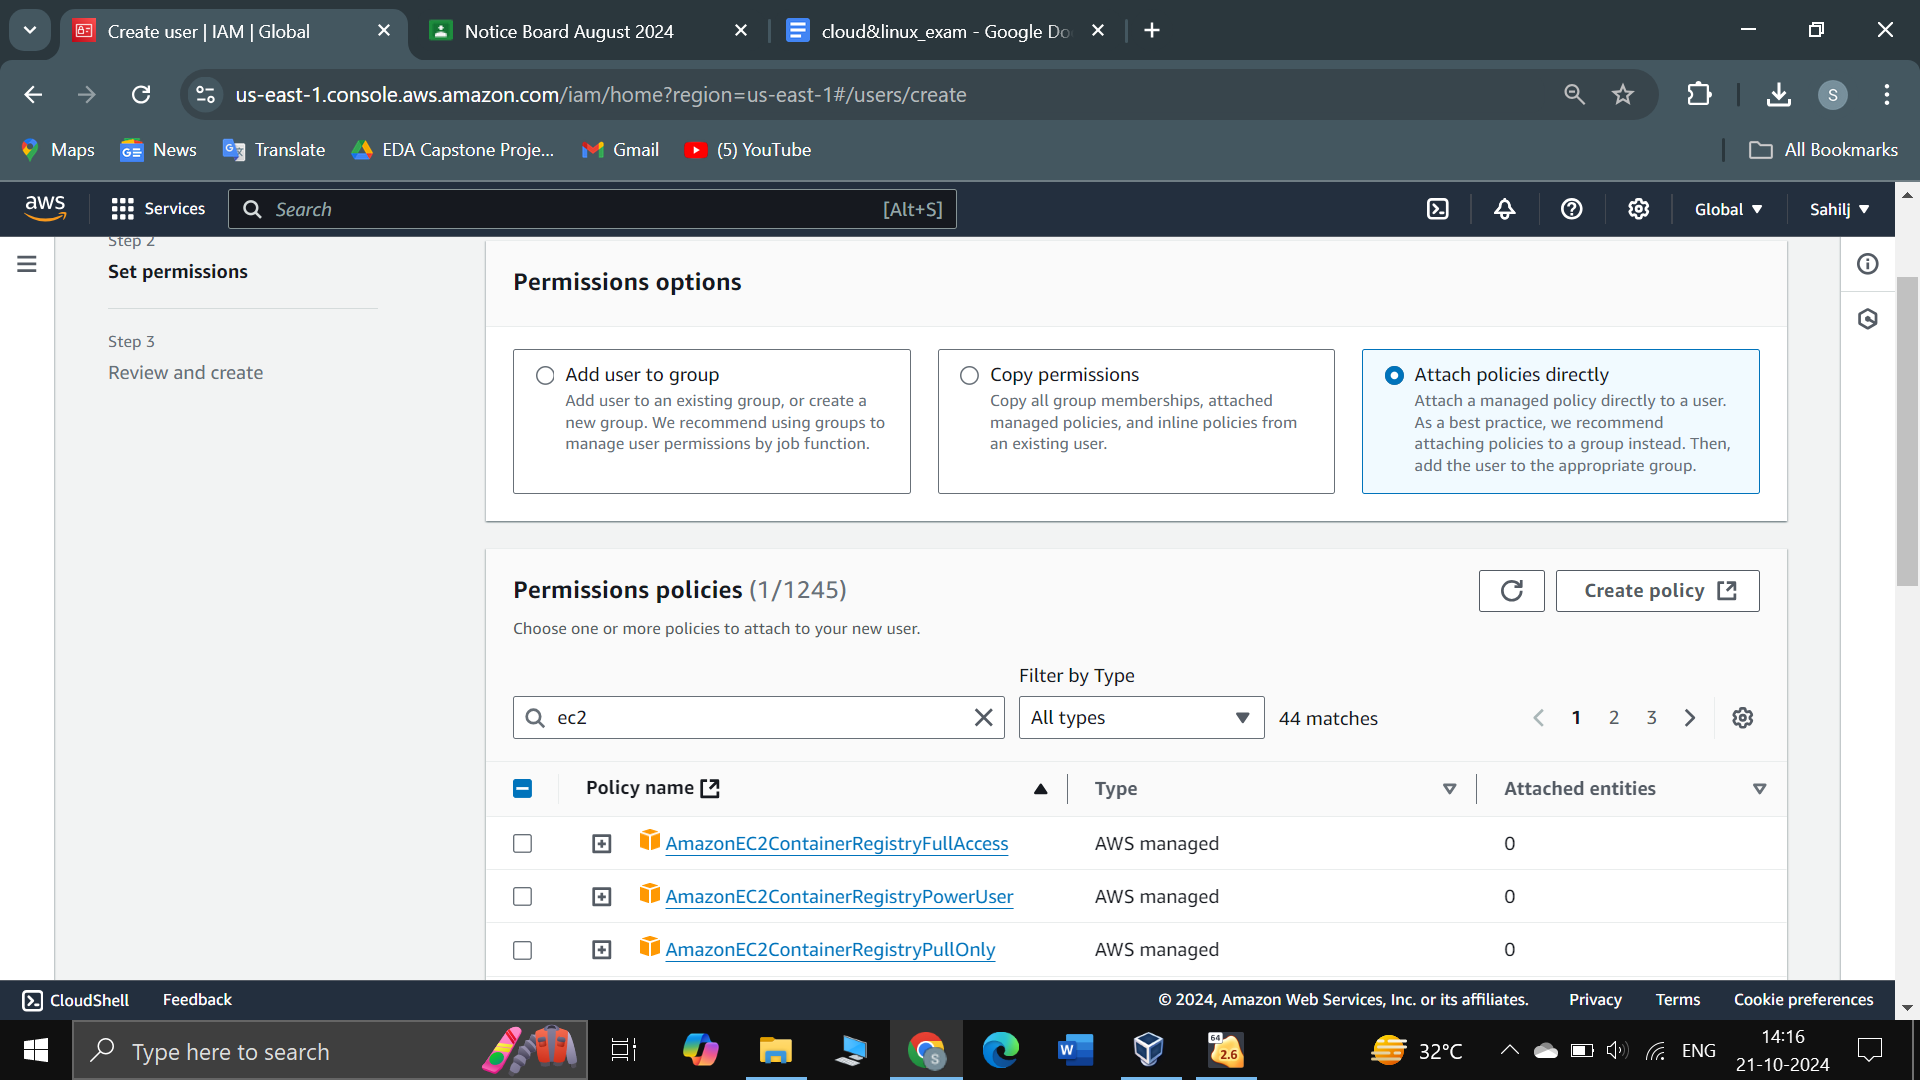 Create user | IAM | Global
Notice Board August 2024
cloud&linux_exam - Google Do
us-east-1.console.aws.amazon.com/iam/home?region=us-east-1#/users/create
S
Maps
News
Translate
EDA Capstone Proje...
Gmail
(5) YouTube
All Bookmarks
aws
Services
Search
[Alt+S]
Global
Sahilj
Step 2
Set permissions
Step 3
Review and create
Permissions options
Add user to group
Add user to an existing group, or create a
new group. We recommend using groups to
manage user permissions by job function.
Copy permissions
Copy all group memberships, attached
managed policies, and inline policies from
an existing user.
Attach policies directly
Attach a managed policy directly to a user.
As a best practice, we recommend
attaching policies to a group instead. Then,
add the user to the appropriate group.
Permissions policies (1/1245)
Choose one or more policies to attach to your new user.
Create policy
Filter by Type
ec2
All types
44 matches
1 2 3
Policy name
Type
Attached entities
AmazonEC2ContainerRegistryFullAccess
AWS managed
0
AmazonEC2ContainerRegistryPowerUser
AWS managed
0
AmazonEC2ContainerRegistryPullOnly
AWS managed
0
CloudShell
Feedback
© 2024, Amazon Web Services, Inc. or its affiliates.
Privacy
Terms
Cookie preferences
Type here to search
S
W
64
2.6
32°C
ENG
14:16
21-10-2024